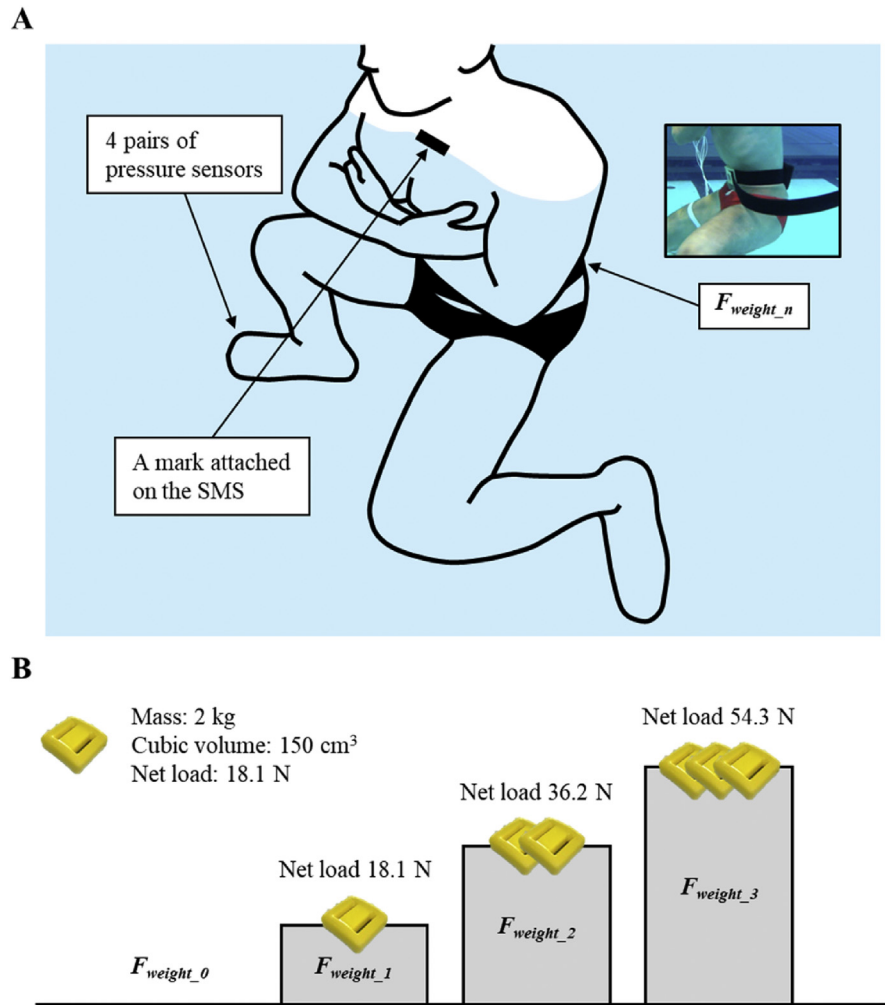 A
4 pairs of
pressure sensors
F_weight_n
A mark attached
on the SMS
B
Mass: 2 kg
Cubic volume: 150 cm³
Net load: 18.1 N
Net load 54.3 N
Net load 36.2 N
Net load 18.1 N
F_weight_0
F_weight_1
F_weight_2
F_weight_3